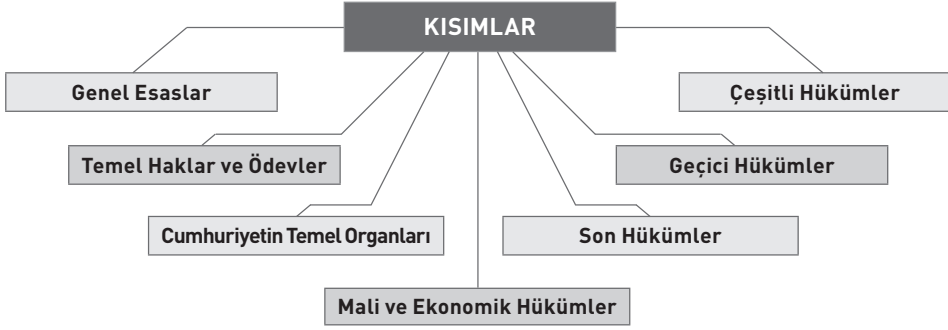 KISIMLAR
Genel Esaslar
Çeşitli Hükümler
Temel Haklar ve Ödevler
Geçici Hükümler
Cumhuriyetin Temel Organları
Son Hükümler
Mali ve Ekonomik Hükümler